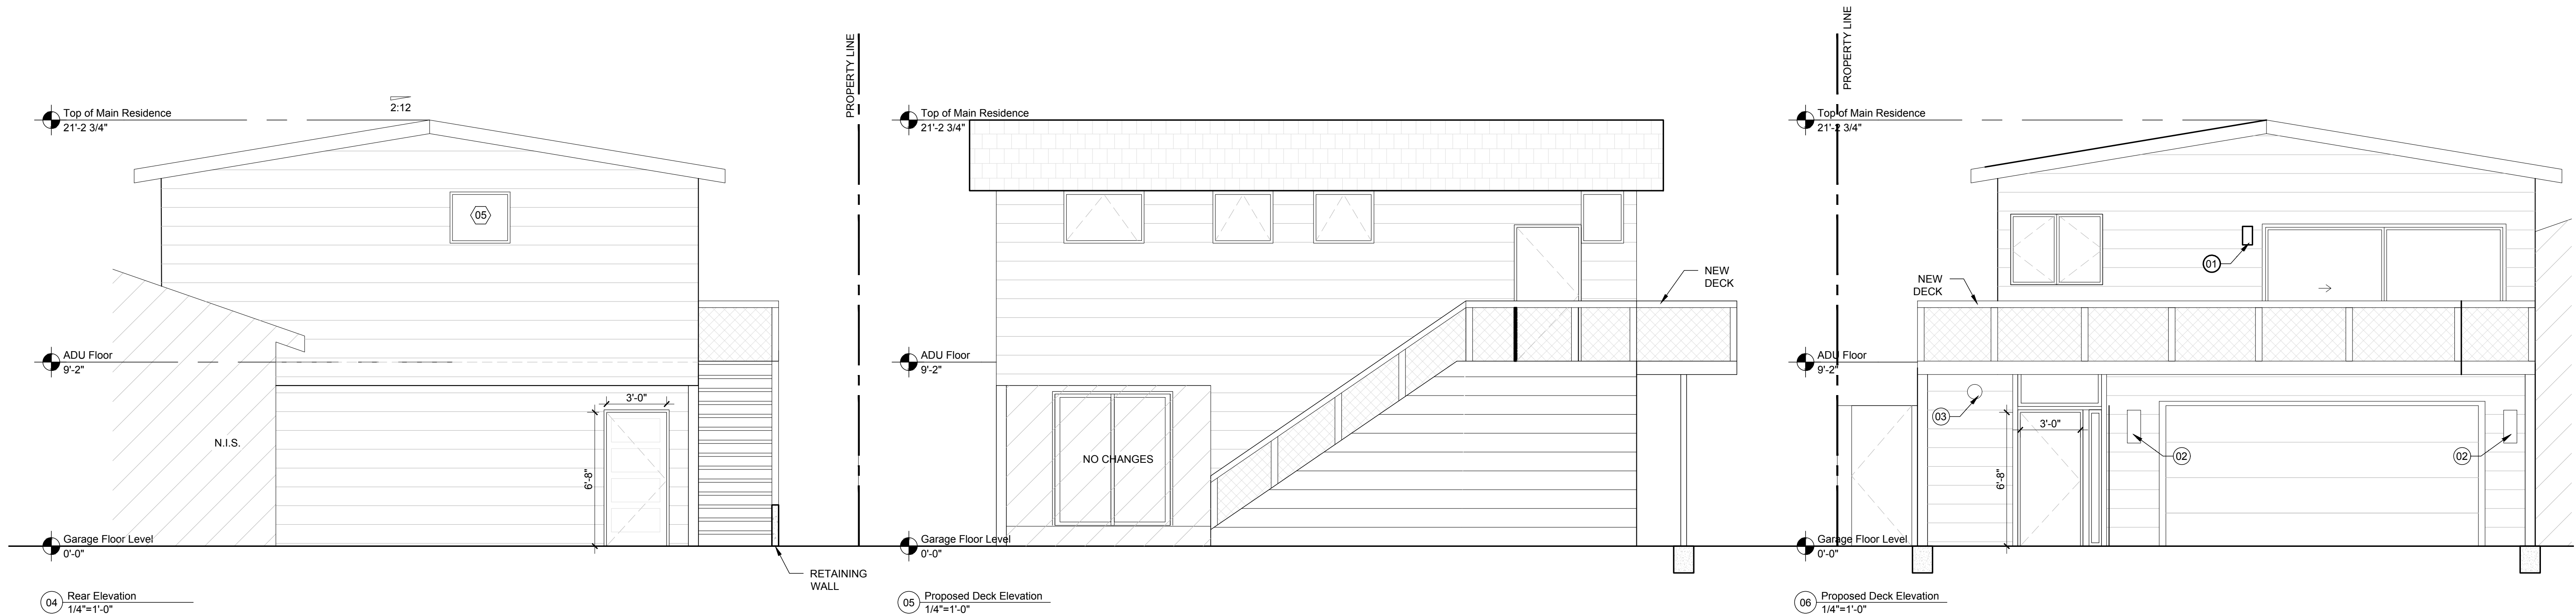 PROPERTY LINE
2:12
Top of Main Residence
21'-2 3/4"
05
ADU Floor
9'-2"
3'-0"
6'-8"
N.I.S.
Garage Floor Level
0'-0"
RETAINING
WALL
04
Rear Elevation
1/4"=1'-0"
Top of Main Residence
21'-2 3/4"
NEW
DECK
ADU Floor
9'-2"
NO CHANGES
Garage Floor Level
0'-0"
05
Proposed Deck Elevation
1/4"=1'-0"
PROPERTY LINE
Top of Main Residence
21'-2 3/4"
01
NEW
DECK
ADU Floor
9'-2"
03
3'-0"
02
02
6'-8"
Garage Floor Level
0'-0"
06
Proposed Deck Elevation
1/4"=1'-0"